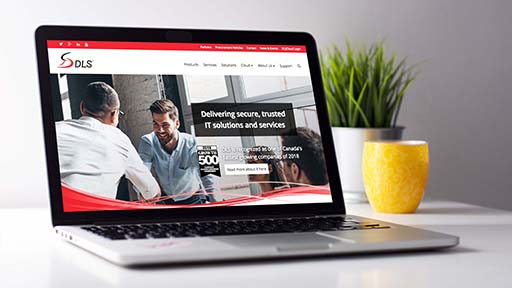 Partners Procurement Vehicles Careers News & Events DLSCloud Login
DLS
Products Services Solutions Cloud About Us Support
Delivering secure, trusted
IT solutions and services
GROWTH
500
DLS is recognized as one of Canada's
fastest growing companies of 2018
Read more about it here